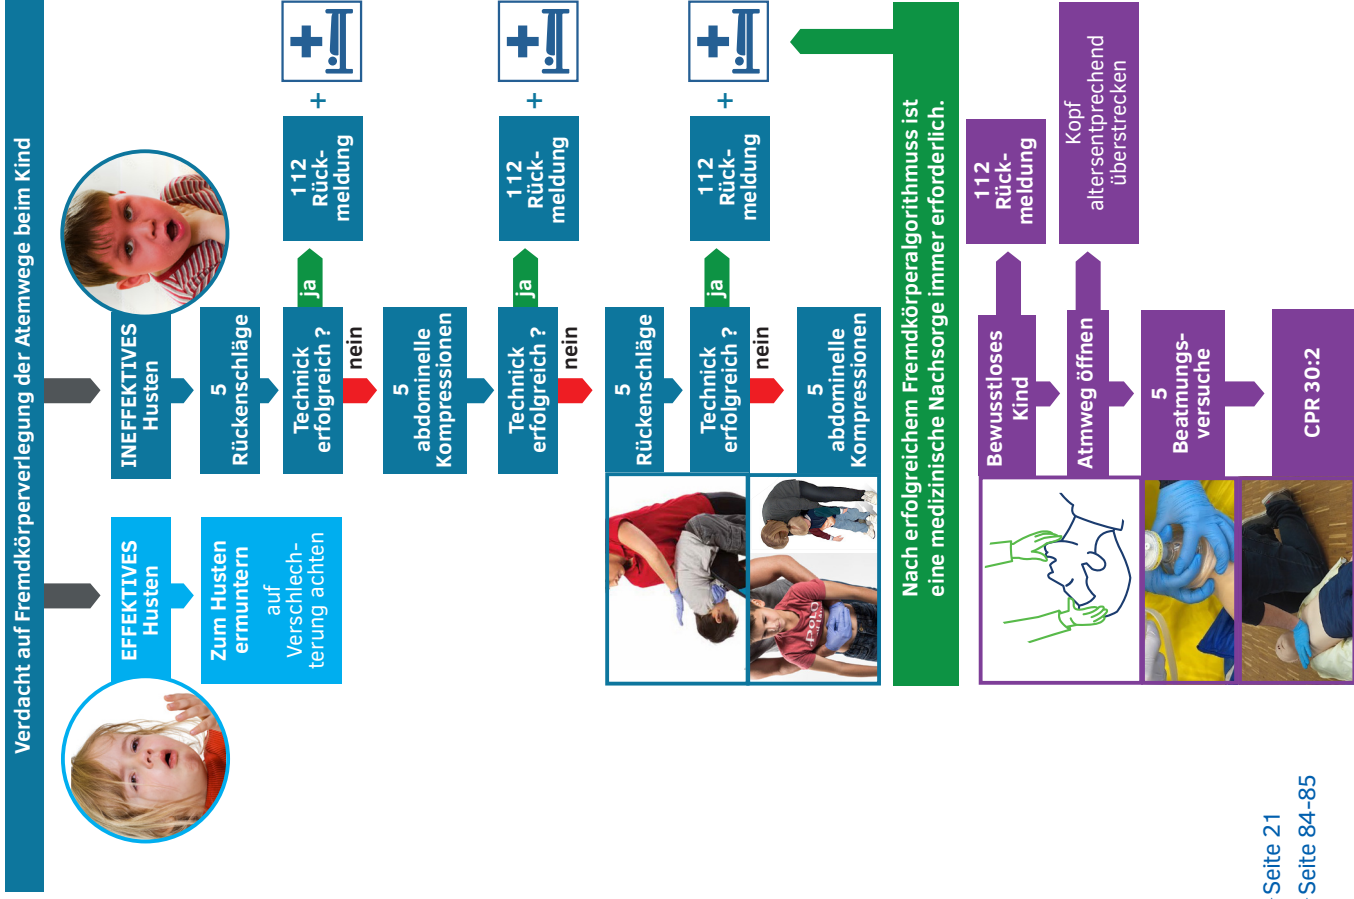 Verdacht auf Fremdkörperverlegung der Atemwege beim Kind
EFFEKTIVES
Husten
Zum Husten
ermuntern
auf
Verschlech-
terung achten
INEFFEKTIVES
Husten
5
Rückenschläge
Technick
erfolgreich ?
ja
112
Rück-
meldung
+
nein
5
abdominelle
Kompressionen
Technick
erfolgreich ?
ja
112
Rück-
meldung
+
nein
5
Rückenschläge
Technick
erfolgreich ?
ja
112
Rück-
meldung
+
nein
5
abdominelle
Kompressionen
POLO
Nach erfolgreichem Fremdkörperalgorithmuss ist
eine medizinische Nachsorge immer erforderlich.
Bewusstloses
Kind
112
Rück-
meldung
Atmweg öffnen
Kopf
altersentprechend
überstrecken
5
Beatmungs-
versuche
CPR 30:2
Seite 21
Seite 84-85